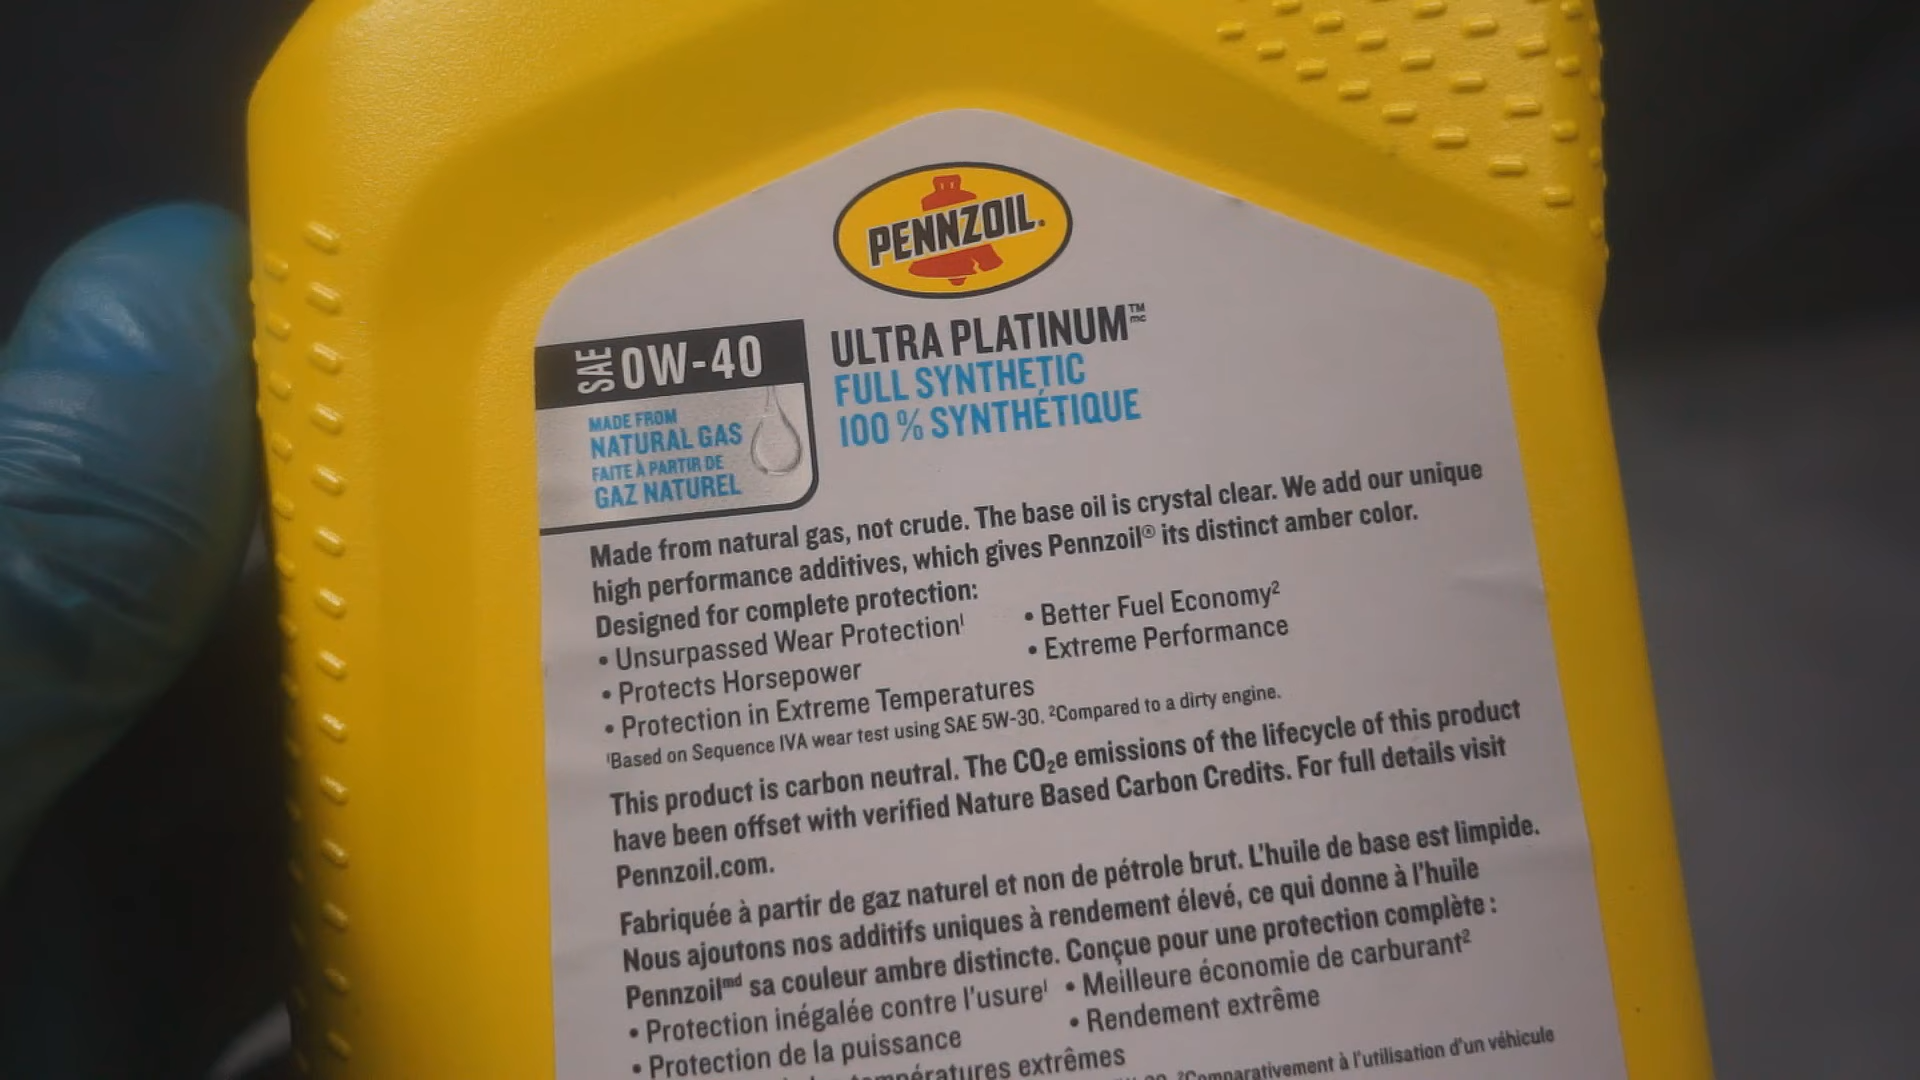 PENNZOIL®
ULTRA PLATINUM™ mc
FULL SYNTHETIC
100 % SYNTHÉTIQUE
SAE 0W-40
MADE FROM
NATURAL GAS
FAITE À PARTIR DE
GAZ NATUREL
Made from natural gas, not crude. The base oil is crystal clear. We add our unique
high performance additives, which gives Pennzoil® its distinct amber color.
Designed for complete protection:
• Unsurpassed Wear Protection¹
• Better Fuel Economy²
• Protects Horsepower
• Extreme Performance
• Protection in Extreme Temperatures
¹Based on Sequence IVA wear test using SAE 5W-30. ²Compared to a dirty engine.
This product is carbon neutral. The CO₂e emissions of the lifecycle of this product
have been offset with verified Nature Based Carbon Credits. For full details visit
Pennzoil.com.
Fabriquée à partir de gaz naturel et non de pétrole brut. L'huile de base est limpide.
Nous ajoutons nos additifs uniques à rendement élevé, ce qui donne à l'huile
Pennzoilᵐᵈ sa couleur ambre distincte. Conçue pour une protection complète :
• Protection inégalée contre l'usure¹
• Meilleure économie de carburant²
• Protection de la puissance
• Rendement extrême
températures extrêmes
²Comparativement à l'utilisation d'un véhicule